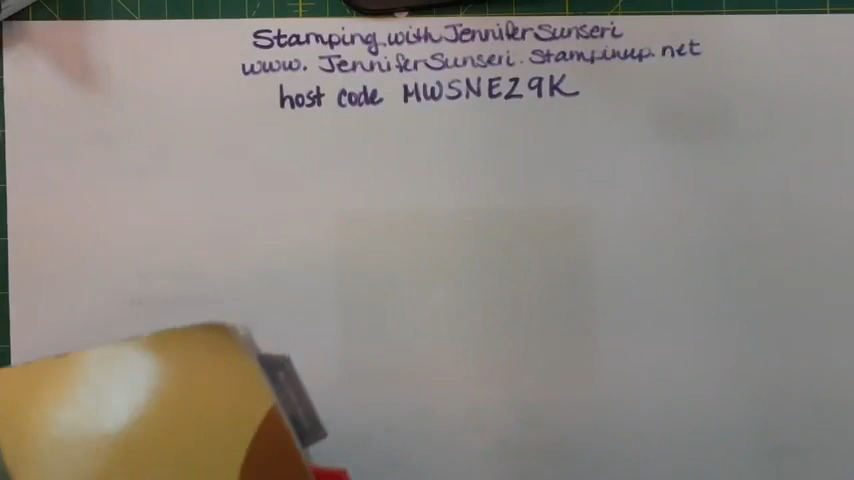 Stamping with Jennifer Sunseri
www.JenniferSunseri.stampinup.net
host code MWSNEZ9K